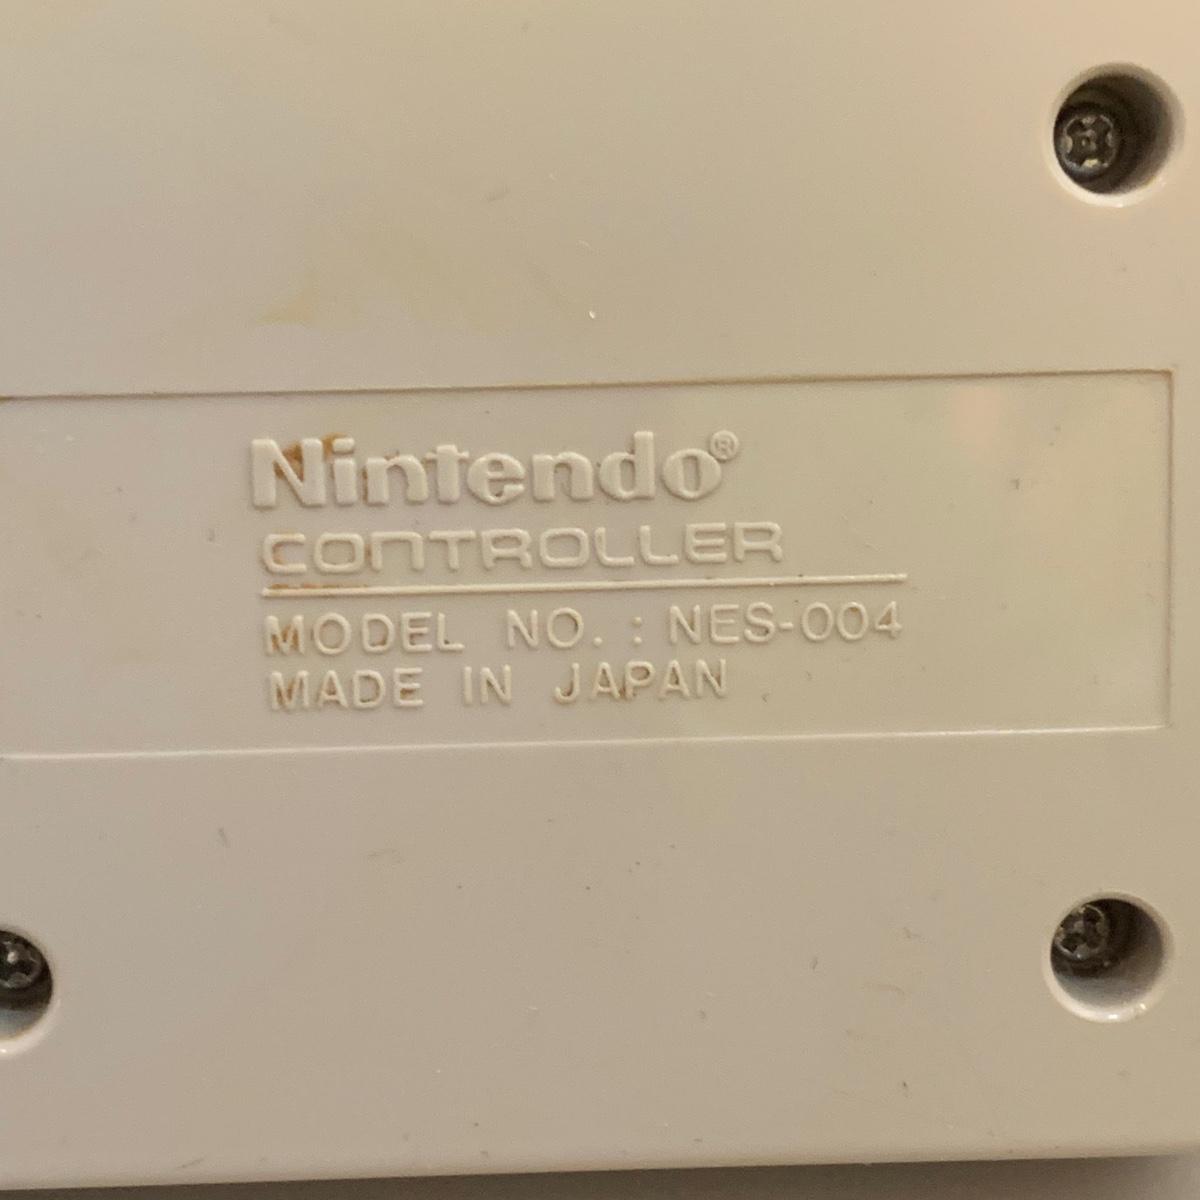 Nintendo®
CONTROLLER
MODEL NO. : NES-004
MADE IN JAPAN